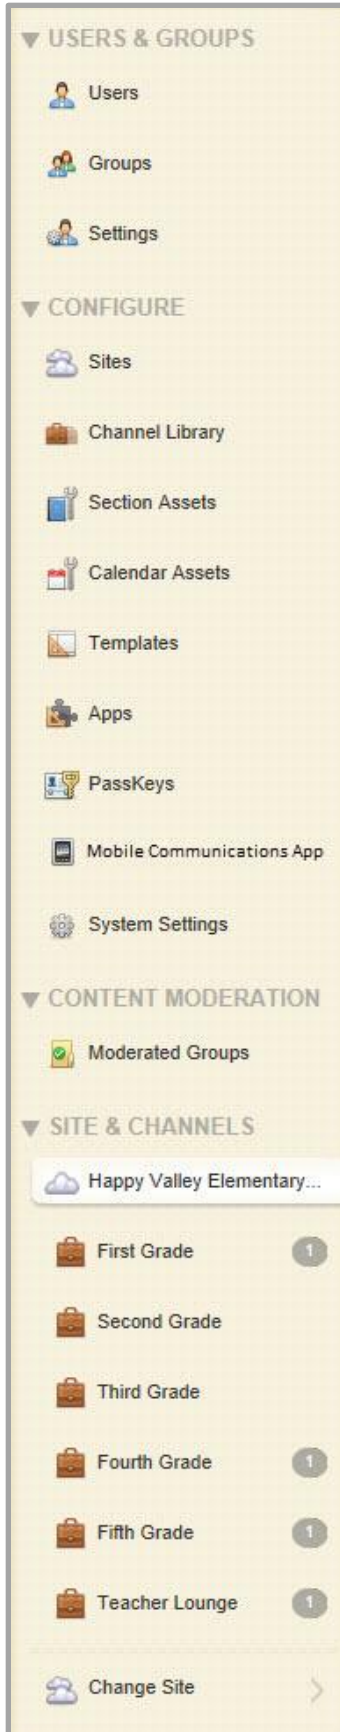 USERS & GROUPS
Users
Groups
Settings
CONFIGURE
Sites
Channel Library
Section Assets
Calendar Assets
Templates
Apps
PassKeys
Mobile Communications App
System Settings
CONTENT MODERATION
Moderated Groups
SITE & CHANNELS
Happy Valley Elementary...
First Grade 1
Second Grade
Third Grade
Fourth Grade 1
Fifth Grade 1
Teacher Lounge 1
Change Site